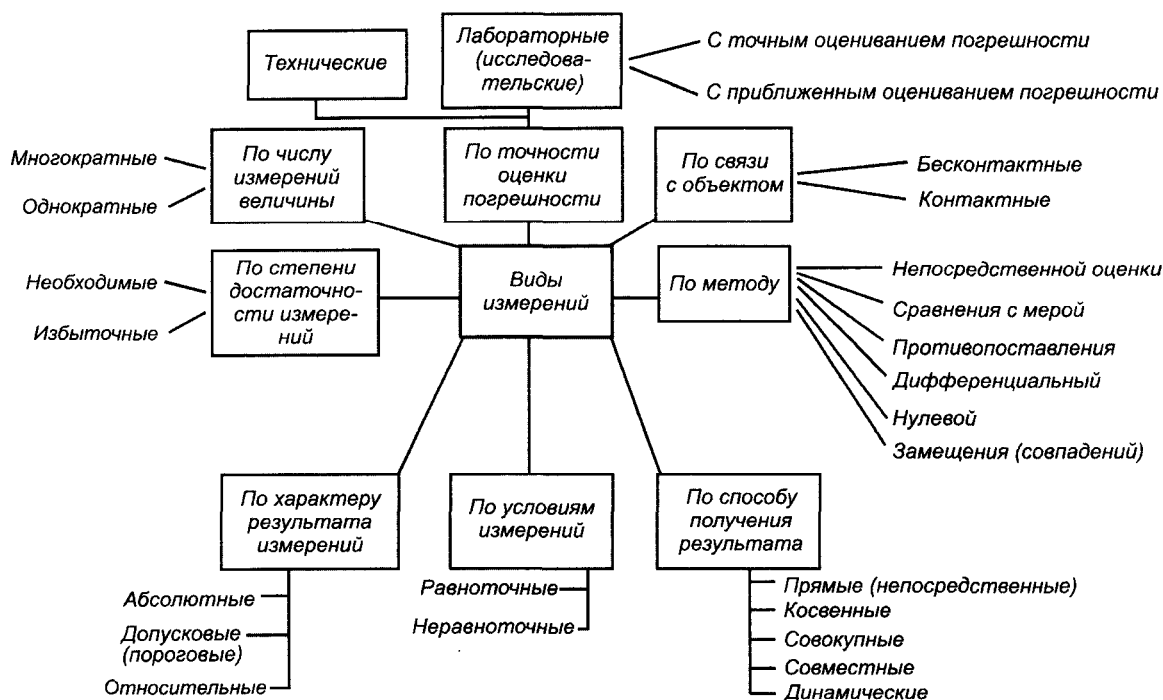 Технические
Лабораторные
(исследова-
тельские)
С точным оцениванием погрешности
С приближенным оцениванием погрешности
Многократные
Однократные
По числу
измерений
величины
По точности
оценки
погрешности
По связи
с объектом
Бесконтактные
Контактные
Необходимые
Избыточные
По степени
достаточно-
сти измере-
ний
Виды
измерений
По методу
Непосредственной оценки
Сравнения с мерой
Противопоставления
Дифференциальный
Нулевой
Замещения (совпадений)
По характеру
результата
измерений
По условиям
измерений
По способу
получения
результата
Абсолютные
Допусковые
(пороговые)
Относительные
Равноточные
Неравноточные
Прямые (непосредственные)
Косвенные
Совокупные
Совместные
Динамические